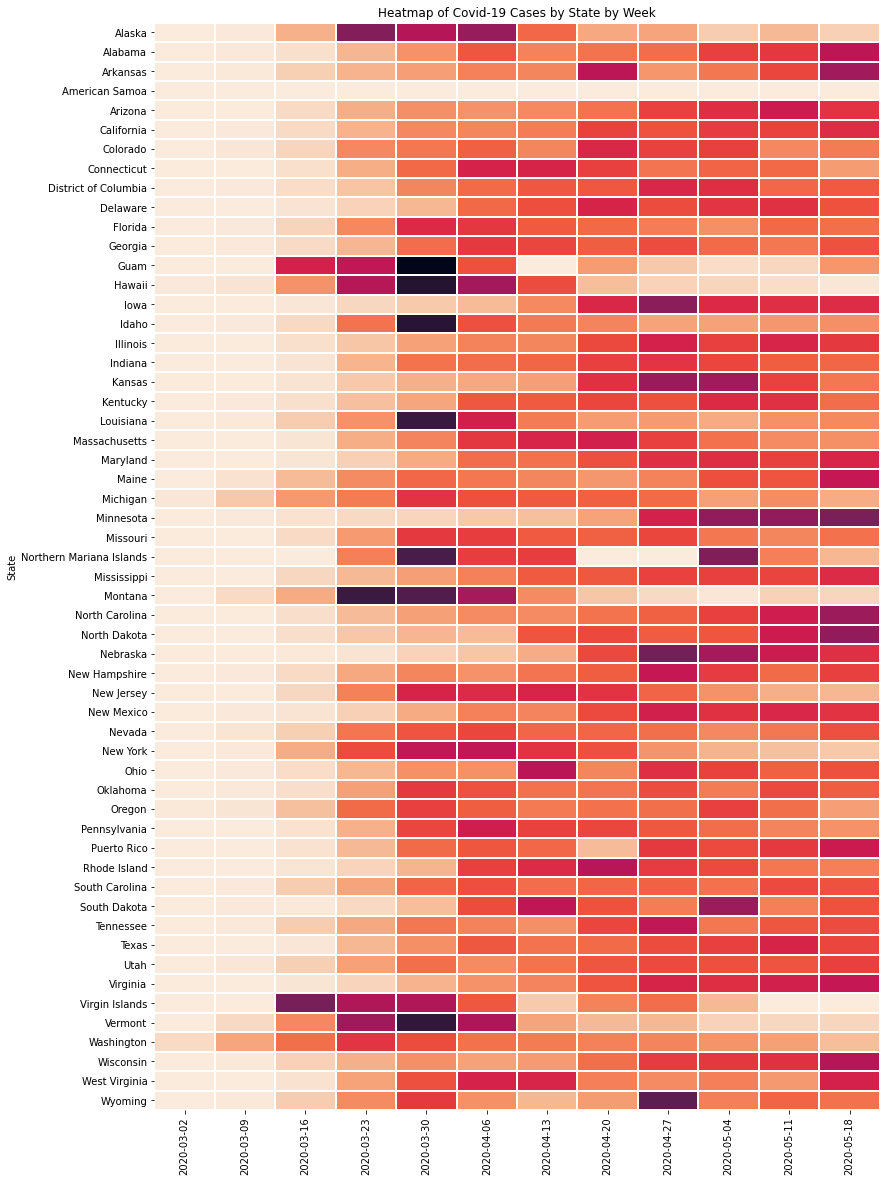 Heatmap of Covid-19 Cases by State by Week
State
Alaska
Alabama
Arkansas
American Samoa
Arizona
California
Colorado
Connecticut
District of Columbia
Delaware
Florida
Georgia
Guam
Hawaii
Iowa
Idaho
Illinois
Indiana
Kansas
Kentucky
Louisiana
Massachusetts
Maryland
Maine
Michigan
Minnesota
Missouri
Northern Mariana Islands
Mississippi
Montana
North Carolina
North Dakota
Nebraska
New Hampshire
New Jersey
New Mexico
Nevada
New York
Ohio
Oklahoma
Oregon
Pennsylvania
Puerto Rico
Rhode Island
South Carolina
South Dakota
Tennessee
Texas
Utah
Virginia
Virgin Islands
Vermont
Washington
Wisconsin
West Virginia
Wyoming
2020-03-02
2020-03-09
2020-03-16
2020-03-23
2020-03-30
2020-04-06
2020-04-13
2020-04-20
2020-04-27
2020-05-04
2020-05-11
2020-05-18